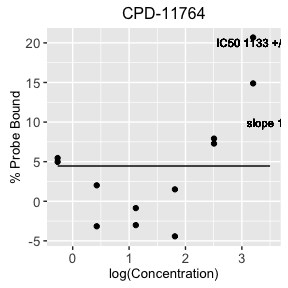 CPD-11764
20
15
10
5
0
-5
% Probe Bound
IC50 1133 +/
slope 1
0 1 2 3
log(Concentration)